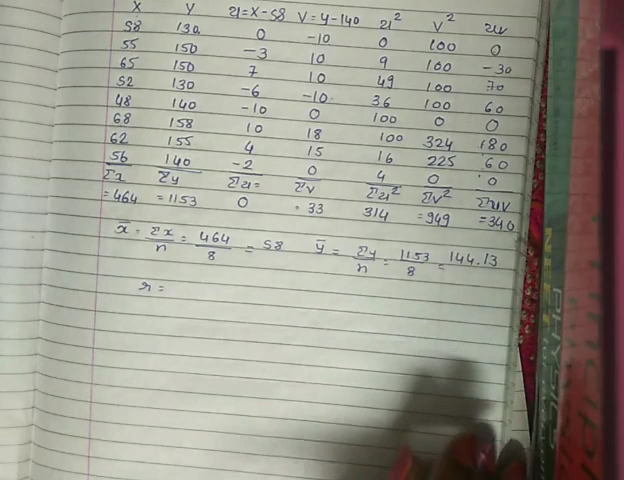 X Y u=X-58 V=Y-140 u² V² uv
58 130 0 -10 0 100 0
55 150 -3 10 9 100 -30
65 150 7 10 49 100 70
52 130 -6 -10 36 100 60
48 140 -10 0 100 0 0
68 158 10 18 100 324 180
62 155 4 15 16 225 60
56 140 -2 0 4 0 0
Σx Σy Σu= Σv Σu² Σv² Σuv
=464 =1153 0 =33 314 =949 =340
x̄ = Σx/n = 464/8 = 58 ȳ = Σy/n = 1153/8 = 144.13
r =
PHYSICS
NEET